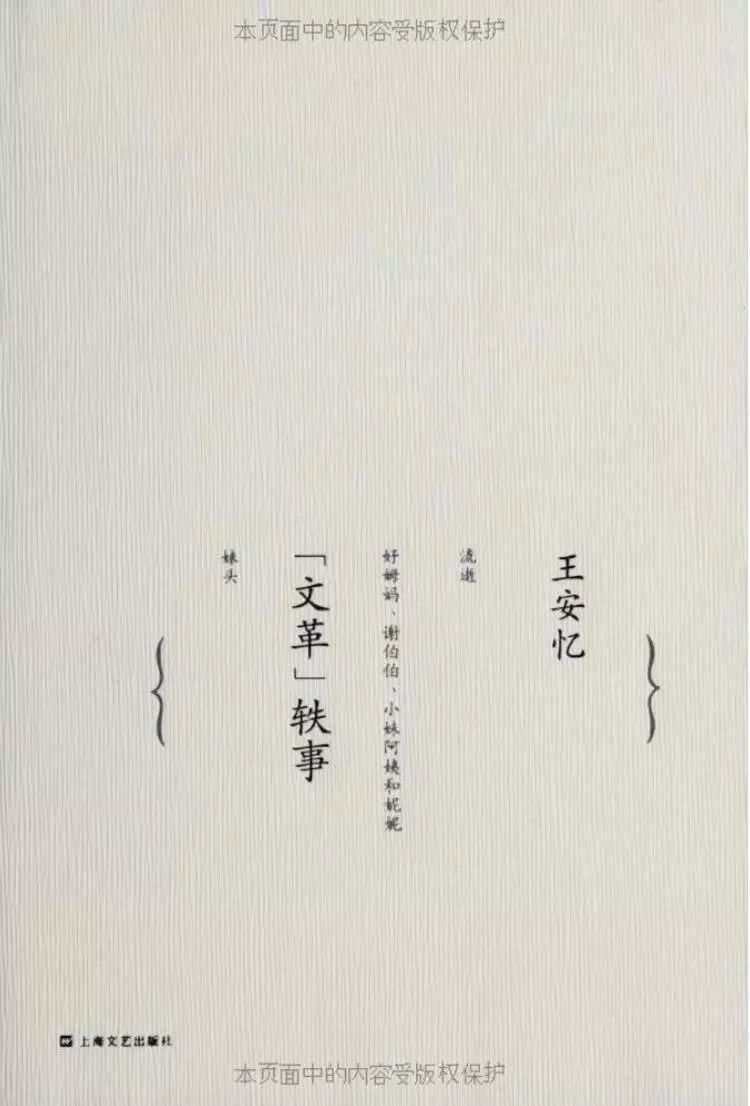 本页面中的内容受版权保护
王安忆
流逝
好姆妈、谢伯伯、小妹阿姨和妮妮
「文革」轶事
妹头
上海文艺出版社
本页面中的内容受版权保护